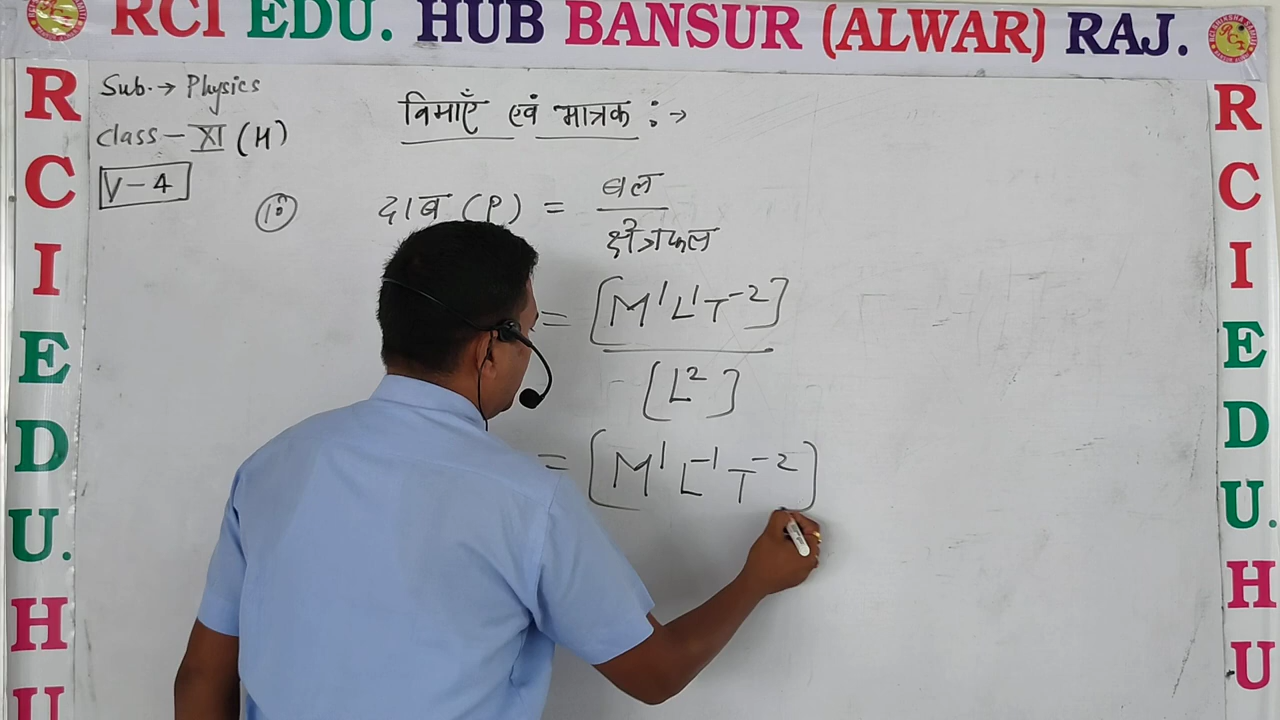 RCI EDU. HUB BANSUR (ALWAR) RAJ.
R
C
I
E
D
U.
H
U
Sub.→ Physics
Class – XI (H)
V – 4
विमाएँ एवं मात्रक :→
10 दाब (P) = बल
क्षेत्रफल
= [M¹L¹T⁻²]
[L²]
= [M¹L⁻¹T⁻²]
R
C
I
E
D
U.
H
U